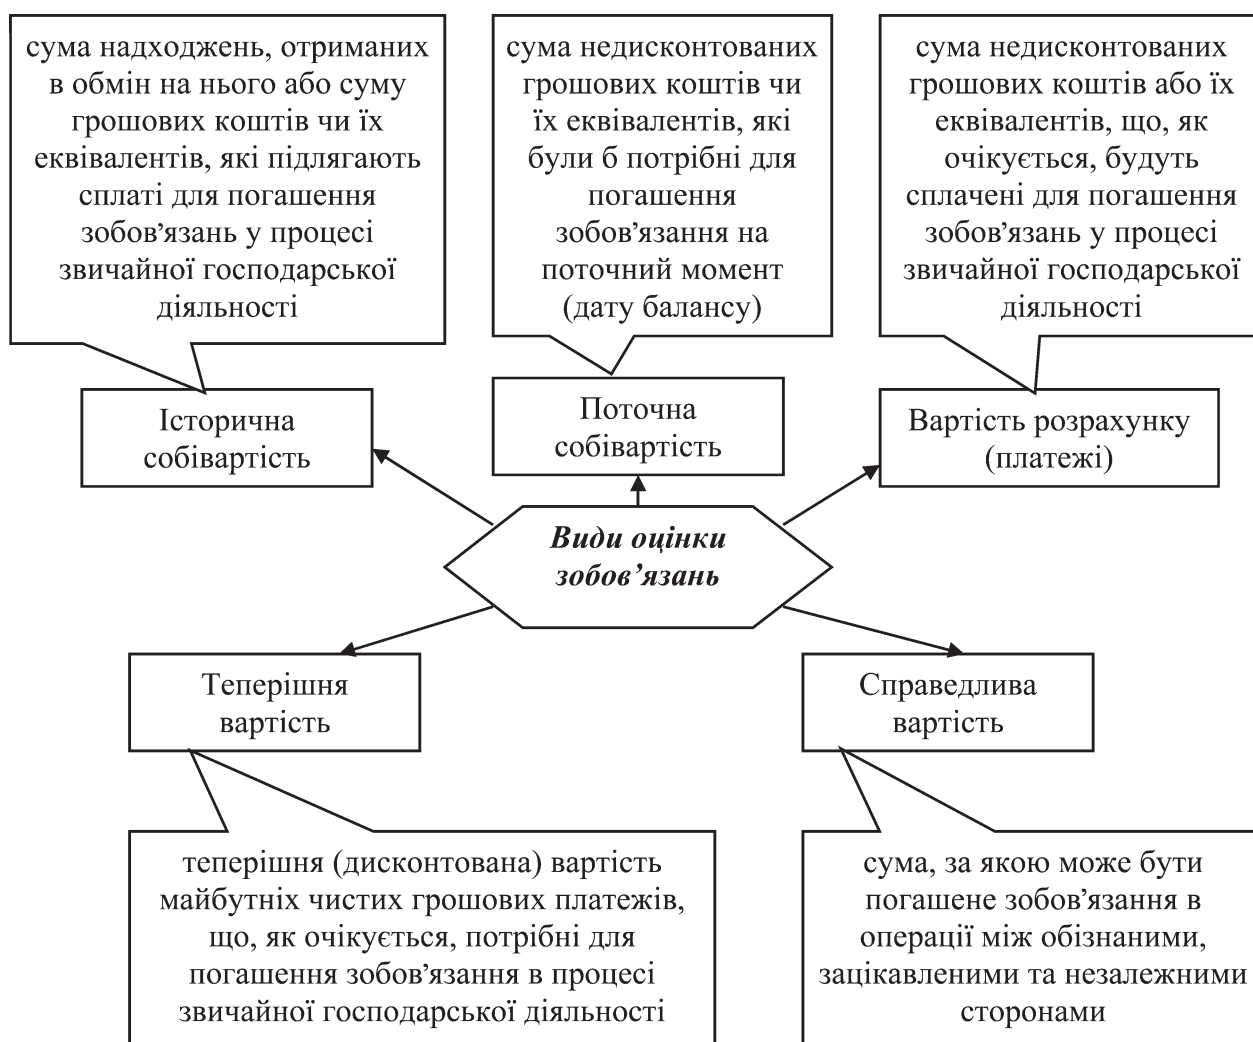 сума надходжень, отриманих
в обмін на нього або суму
грошових коштів чи їх
еквівалентів, які підлягають
сплаті для погашення
зобов’язань у процесі
звичайної господарської
діяльності
сума недисконтованих
грошових коштів чи
їх еквівалентів, які
були б потрібні для
погашення
зобов’язання на
поточний момент
(дату балансу)
сума недисконтованих
грошових коштів або їх
еквівалентів, що, як
очікується, будуть
сплачені для погашення
зобов’язань у процесі
звичайної господарської
діяльності
Історична
собівартість
Поточна
собівартість
Вартість розрахунку
(платежі)
Види оцінки
зобов’язань
Теперішня
вартість
Справедлива
вартість
теперішня (дисконтована) вартість
майбутніх чистих грошових платежів,
що, як очікується, потрібні для
погашення зобов’язання в процесі
звичайної господарської діяльності
сума, за якою може бути
погашене зобов’язання в
операції між обізнаними,
зацікавленими та незалежними
сторонами